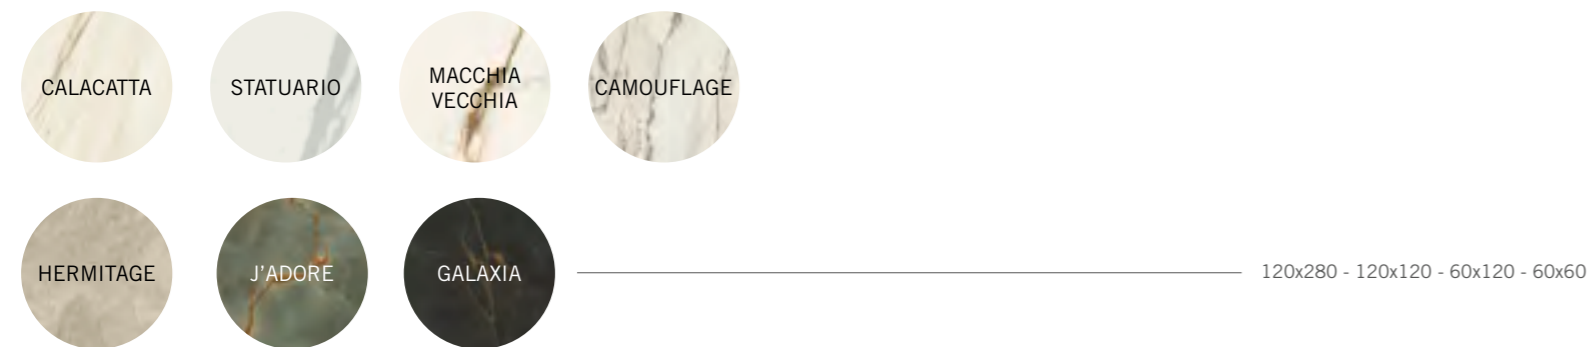 CALACATTA
STATUARIO
MACCHIA
VECCHIA
CAMOUFLAGE
HERMITAGE
J’ADORE
GALAXIA
120x280 - 120x120 - 60x120 - 60x60